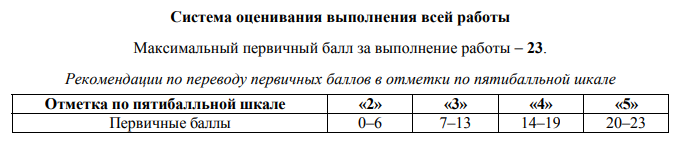 Система оценивания выполнения всей работы
Максимальный первичный балл за выполнение работы – 23.
Рекомендации по переводу первичных баллов в отметки по пятибалльной шкале
Отметка по пятибалльной шкале «2» «3» «4» «5»
Первичные баллы 0–6 7–13 14–19 20–23